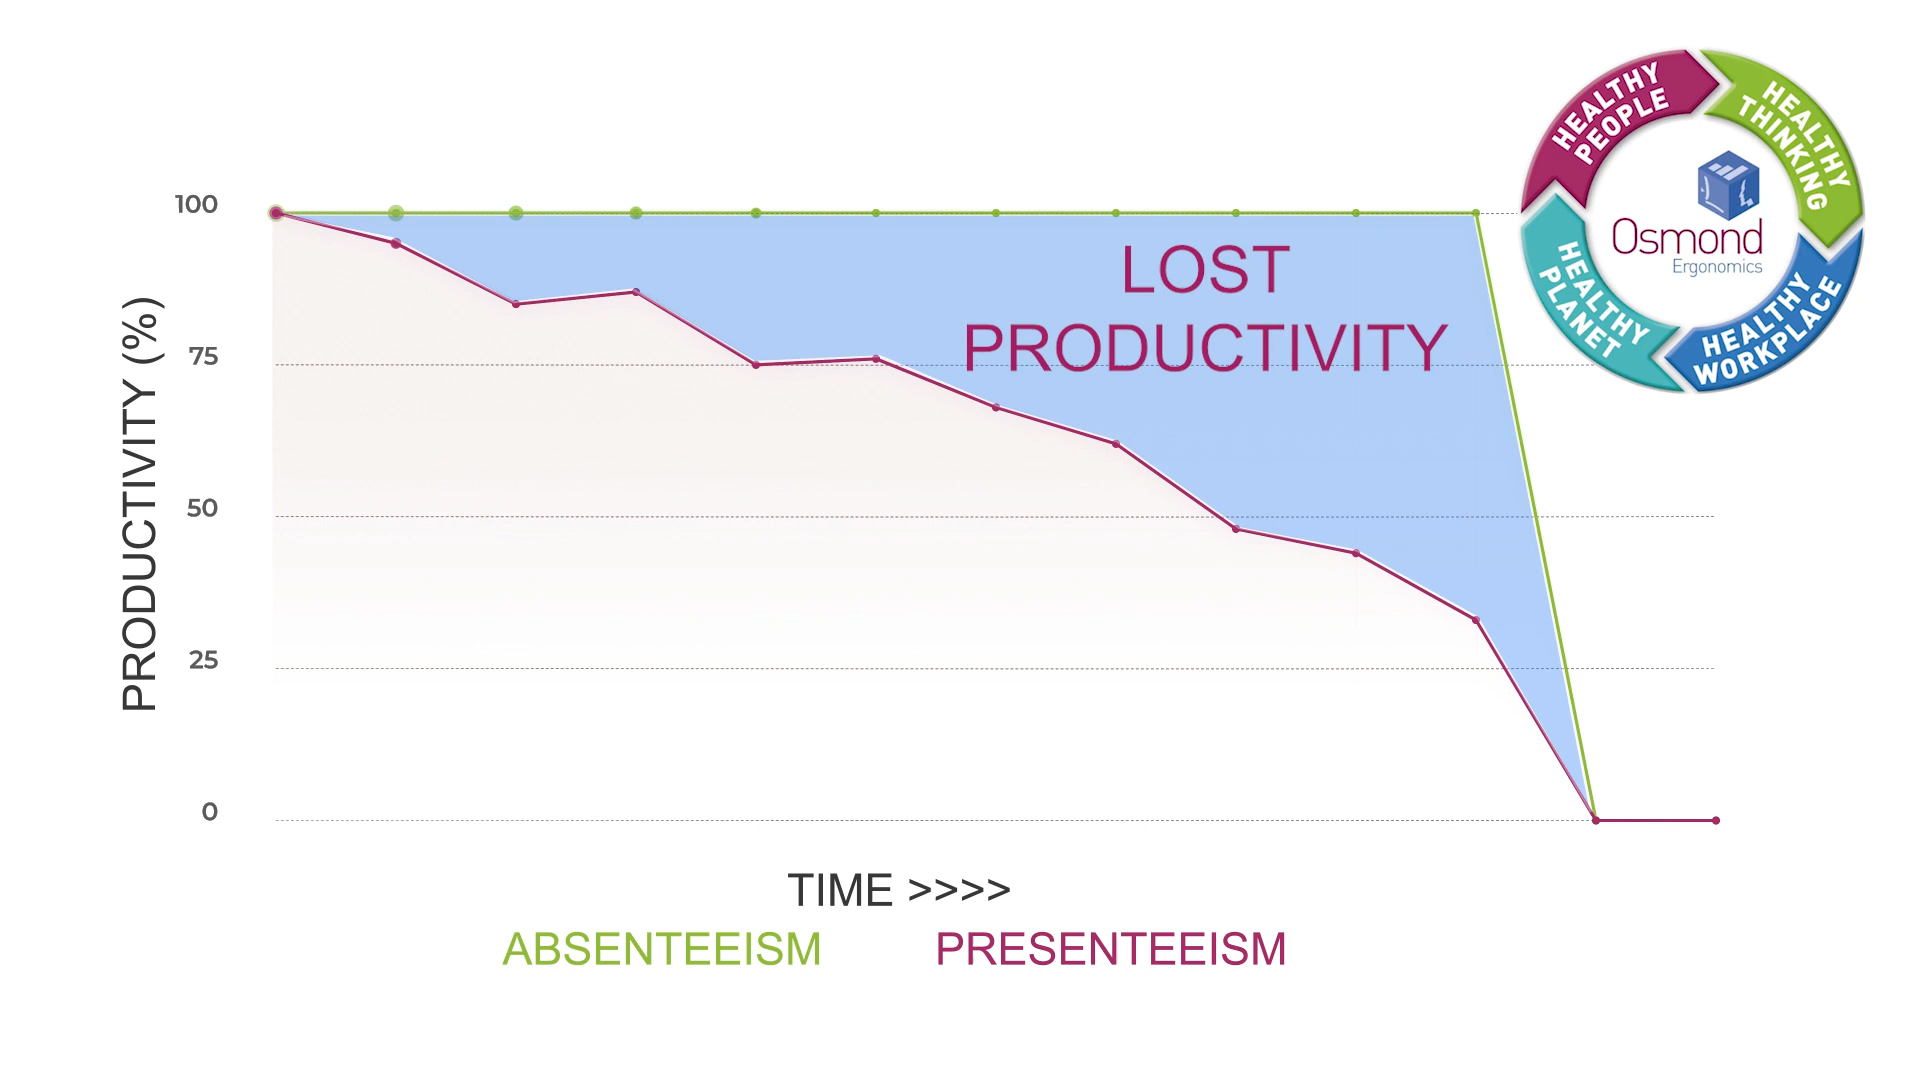 HEALTHY
PEOPLE
HEALTHY
THINKING
Osmond
Ergonomics
HEALTHY
PLANET
HEALTHY
WORKPLACE
LOST
PRODUCTIVITY
PRODUCTIVITY (%)
100
75
50
25
0
TIME >>>>
ABSENTEEISM PRESENTEEISM